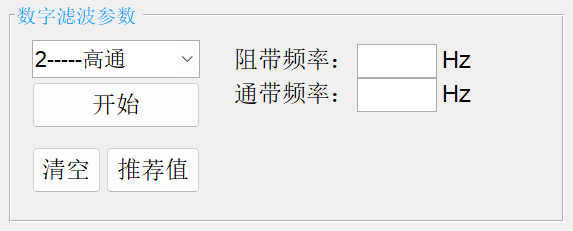 数字滤波参数
2-----高通
阻带频率： Hz
开始
通带频率： Hz
清空 推荐值